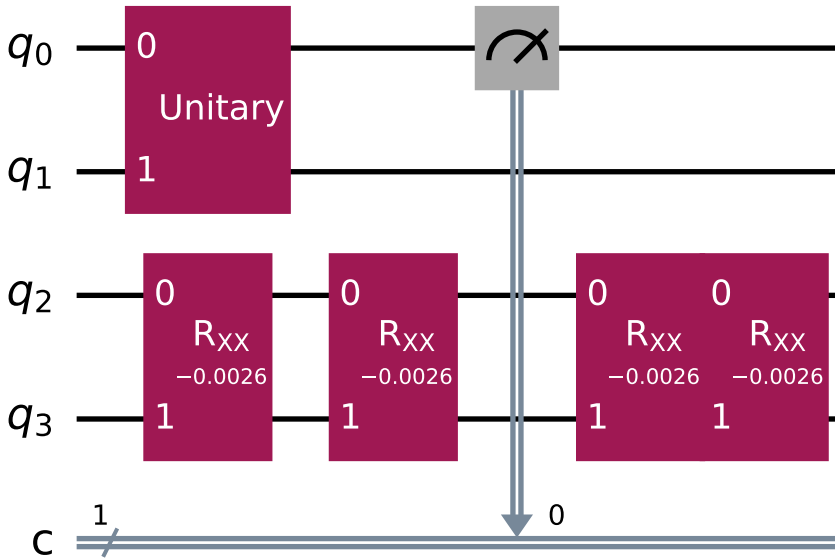 q0 0
Unitary
q1 1
q2 0 0 0 0
RXX RXX RXX RXX
−0.0026 −0.0026 −0.0026 −0.0026
q3 1 1 1 1
1 0
c